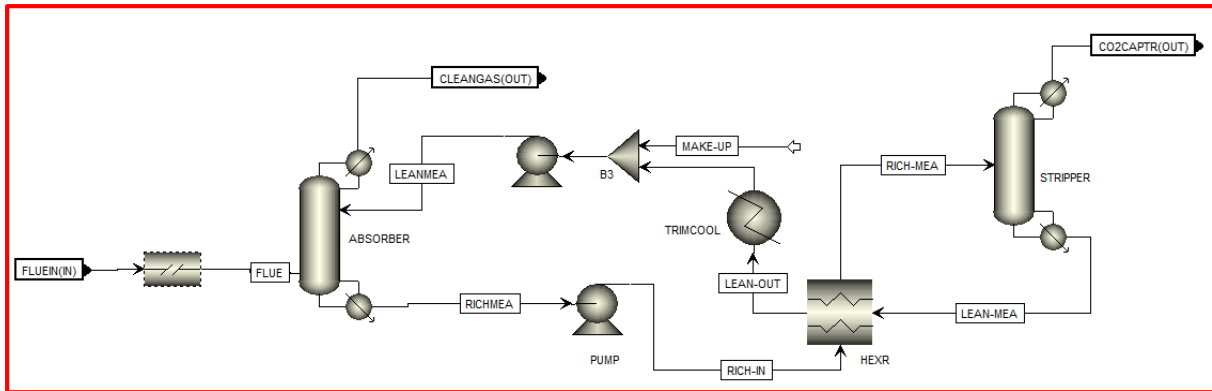 CO2CAPTR(OUT)
CLEANGAS(OUT)
MAKE-UP
LEANMEA
B3
RICH-MEA
STRIPPER
TRIMCOOL
ABSORBER
FLUEIN(IN)
FLUE
LEAN-OUT
RICHMEA
LEAN-MEA
PUMP
HEXR
RICH-IN